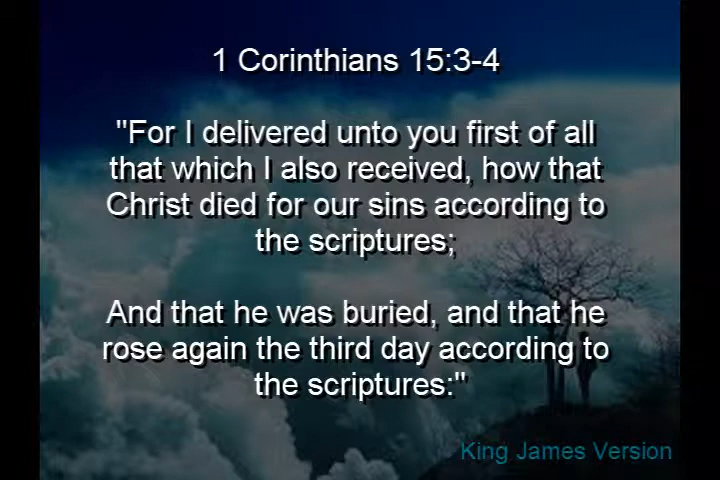 1 Corinthians 15:3-4
"For I delivered unto you first of all
that which I also received, how that
Christ died for our sins according to
the scriptures;
And that he was buried, and that he
rose again the third day according to
the scriptures:"
King James Version